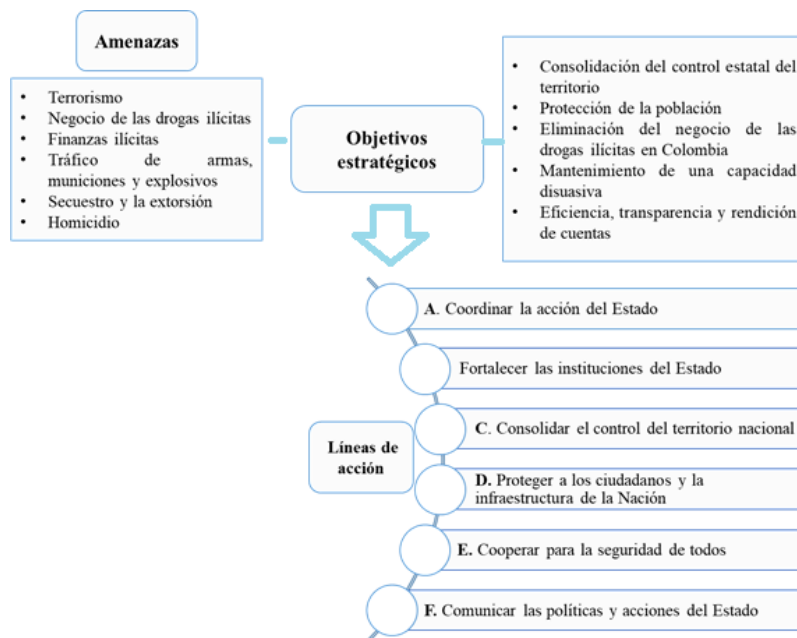 Amenazas
• Terrorismo
• Negocio de las drogas ilícitas
• Finanzas ilícitas
• Tráfico de armas,
municiones y explosivos
• Secuestro y la extorsión
• Homicidio
Objetivos
estratégicos
• Consolidación del control estatal del
territorio
• Protección de la población
• Eliminación del negocio de las
drogas ilícitas en Colombia
• Mantenimiento de una capacidad
disuasiva
• Eficiencia, transparencia y rendición
de cuentas
Líneas de
acción
A. Coordinar la acción del Estado
Fortalecer las instituciones del Estado
C. Consolidar el control del territorio nacional
D. Proteger a los ciudadanos y la
infraestructura de la Nación
E. Cooperar para la seguridad de todos
F. Comunicar las políticas y acciones del Estado